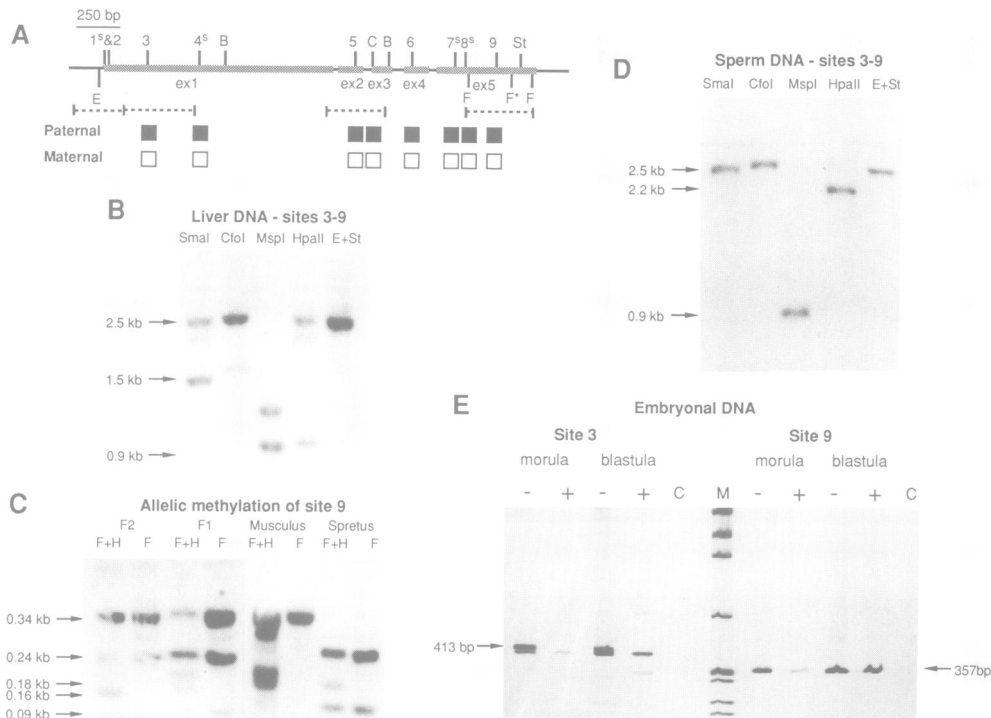 A
250 bp
1ˢ&2 3 4ˢ B 5 C B 6 7ˢ 8ˢ 9 St
ex1 ex2 ex3 ex4 ex5
E F F* F
Paternal
Maternal
B
Liver DNA - sites 3-9
SmaI CfoI MspI HpaII E+St
2.5 kb
1.5 kb
0.9 kb
C
Allelic methylation of site 9
F2 F1 Musculus Spretus
F+H F F+H F F+H F F+H F
0.34 kb
0.24 kb
0.18 kb
0.16 kb
0.09 kb
D
Sperm DNA - sites 3-9
SmaI CfoI MspI HpaII E+St
2.5 kb
2.2 kb
0.9 kb
E
Embryonal DNA
Site 3 Site 9
morula blastula morula blastula
- + - + C M - + - + C
413 bp
357bp